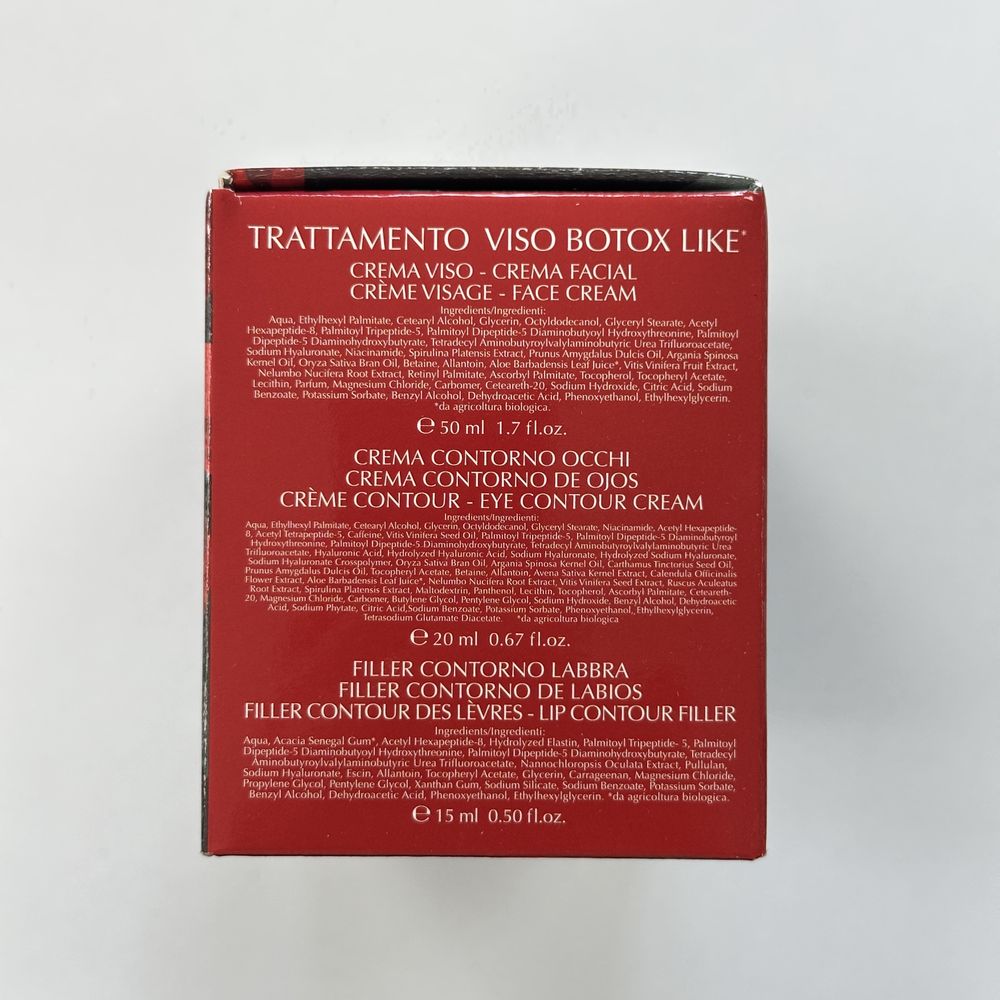 TRATTAMENTO VISO BOTOX LIKE*
CREMA VISO - CREMA FACIAL
CRÈME VISAGE - FACE CREAM
Ingredients/Ingredienti:
Aqua, Ethylhexyl Palmitate, Cetearyl Alcohol, Glycerin, Octyldodecanol, Glyceryl Stearate, Acetyl
Hexapeptide-8, Palmitoyl Tripeptide-5, Palmitoyl Dipeptide-5 Diaminobutyoyl Hydroxythreonine, Palmitoyl
Dipeptide-5 Diaminohydroxybutyrate, Tetradecyl Aminobutyroylvalylaminobutyric Urea Trifluoroacetate,
Sodium Hyaluronate, Niacinamide, Spirulina Platensis Extract, Prunus Amygdalus Dulcis Oil, Argania Spinosa
Kernel Oil, Oryza Sativa Bran Oil, Betaine, Allantoin, Aloe Barbadensis Leaf Juice*, Vitis Vinifera Fruit Extract,
Nelumbo Nucifera Root Extract, Retinyl Palmitate, Ascorbyl Palmitate, Tocopherol, Tocopheryl Acetate,
Lecithin, Parfum, Magnesium Chloride, Carbomer, Ceteareth-20, Sodium Hydroxide, Citric Acid, Sodium
Benzoate, Potassium Sorbate, Benzyl Alcohol, Dehydroacetic Acid, Phenoxyethanol, Ethylhexylglycerin.
*da agricoltura biologica.
℮ 50 ml 1.7 fl.oz.
CREMA CONTORNO OCCHI
CREMA CONTORNO DE OJOS
CRÈME CONTOUR - EYE CONTOUR CREAM
Ingredients/Ingredienti:
Aqua, Ethylhexyl Palmitate, Cetearyl Alcohol, Glycerin, Octyldodecanol, Glyceryl Stearate, Niacinamide, Acetyl Hexapeptide-
8, Acetyl Tetrapeptide-5, Caffeine, Vitis Vinifera Seed Oil, Palmitoyl Tripeptide-5, Palmitoyl Dipeptide-5 Diaminobutyroyl
Hydroxythreonine, Palmitoyl Dipeptide-5 Diaminohydroxybutyrate, Tetradecyl Aminobutyroylvalylaminobutyric Urea
Trifluoroacetate, Hyaluronic Acid, Hydrolyzed Hyaluronic Acid, Sodium Hyaluronate, Hydrolyzed Sodium Hyaluronate,
Sodium Hyaluronate Crosspolymer, Oryza Sativa Bran Oil, Argania Spinosa Kernel Oil, Carthamus Tinctorius Seed Oil,
Prunus Amygdalus Dulcis Oil, Tocopheryl Acetate, Betaine, Allantoin, Avena Sativa Kernel Extract, Calendula Officinalis
Flower Extract, Aloe Barbadensis Leaf Juice*, Nelumbo Nucifera Root Extract, Vitis Vinifera Seed Extract, Ruscus Aculeatus
Root Extract, Spirulina Platensis Extract, Maltodextrin, Panthenol, Lecithin, Tocopherol, Ascorbyl Palmitate, Ceteareth-
20, Magnesium Chloride, Carbomer, Butylene Glycol, Pentylene Glycol, Sodium Hydroxide, Benzyl Alcohol, Dehydroacetic
Acid, Sodium Phytate, Citric Acid,Sodium Benzoate, Potassium Sorbate, Phenoxyethanol, Ethylhexylglycerin,
Tetrasodium Glutamate Diacetate. *da agricoltura biologica
℮ 20 ml 0.67 fl.oz.
FILLER CONTORNO LABBRA
FILLER CONTORNO DE LABIOS
FILLER CONTOUR DES LÈVRES - LIP CONTOUR FILLER
Ingredients/Ingredienti:
Aqua, Acacia Senegal Gum*, Acetyl Hexapeptide-8, Hydrolyzed Elastin, Palmitoyl Tripeptide- 5, Palmitoyl
Dipeptide-5 Diaminobutyoyl Hydroxythreonine, Palmitoyl Dipeptide-5 Diaminohydroxybutyrate, Tetradecyl
Aminobutyroylvalylaminobutyric Urea Trifluoroacetate, Nannochloropsis Oculata Extract, Pullulan,
Sodium Hyaluronate, Escin, Allantoin, Tocopheryl Acetate, Glycerin, Carrageenan, Magnesium Chloride,
Propylene Glycol, Pentylene Glycol, Xanthan Gum, Sodium Silicate, Sodium Benzoate, Potassium Sorbate,
Benzyl Alcohol, Dehydroacetic Acid, Phenoxyethanol, Ethylhexylglycerin. *da agricoltura biologica.
℮ 15 ml 0.50 fl.oz.